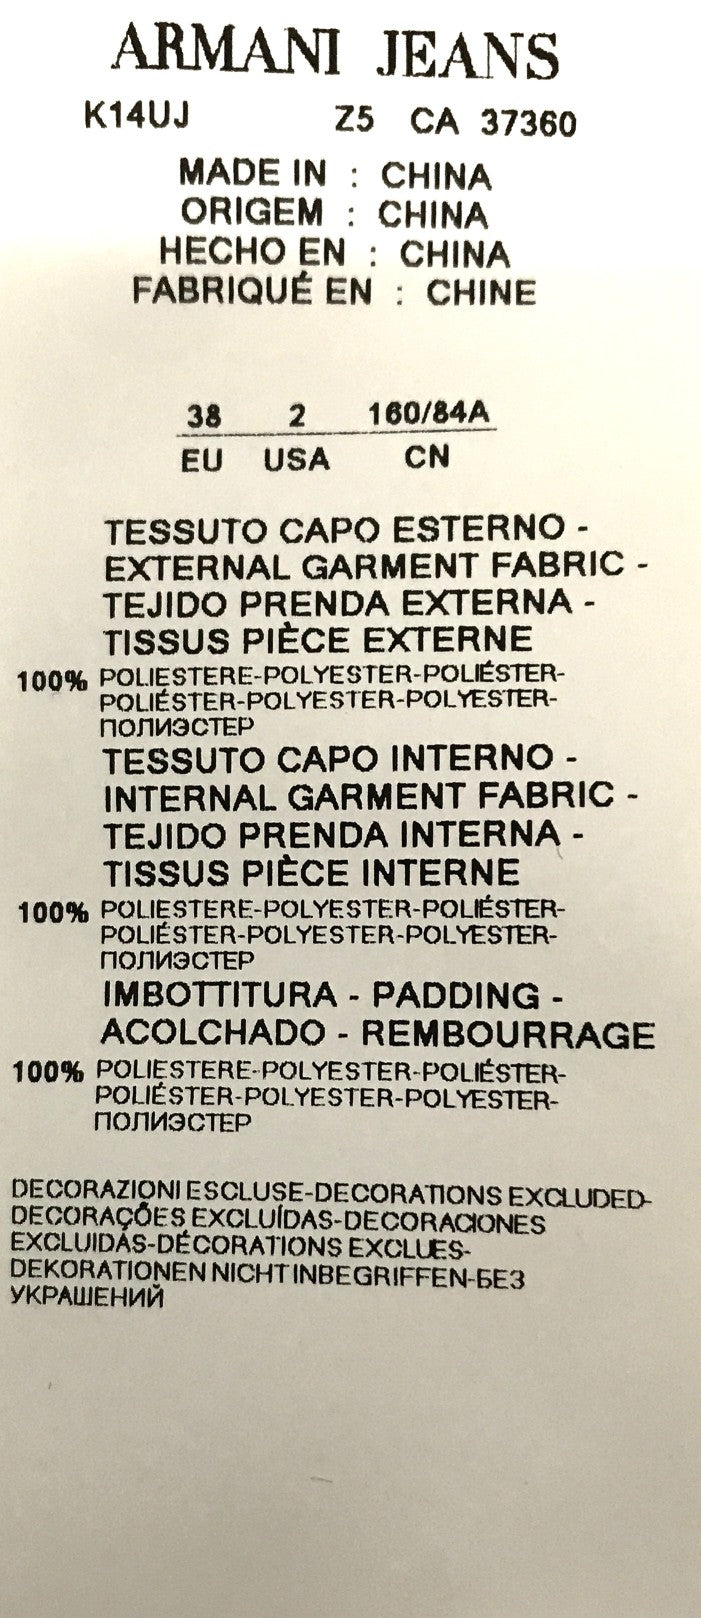 ARMANI JEANS
K14UJ Z5 CA 37360
MADE IN : CHINA
ORIGEM : CHINA
HECHO EN : CHINA
FABRIQUÉ EN : CHINE
38 2 160/84A
EU USA CN
TESSUTO CAPO ESTERNO -
EXTERNAL GARMENT FABRIC -
TEJIDO PRENDA EXTERNA -
TISSUS PIÈCE EXTERNE
100% POLIESTERE-POLYESTER-POLIÉSTER-
POLIÉSTER-POLYESTER-POLYESTER-
ПОЛИЭСТЕР
TESSUTO CAPO INTERNO -
INTERNAL GARMENT FABRIC -
TEJIDO PRENDA INTERNA -
TISSUS PIÈCE INTERNE
100% POLIESTERE-POLYESTER-POLIÉSTER-
POLIÉSTER-POLYESTER-POLYESTER-
ПОЛИЭСТЕР
IMBOTTITURA - PADDING -
ACOLCHADO - REMBOURRAGE
100% POLIESTERE-POLYESTER-POLIÉSTER-
POLIÉSTER-POLYESTER-POLYESTER-
ПОЛИЭСТЕР
DECORAZIONI ESCLUSE-DECORATIONS EXCLUDED-
DECORAÇÕES EXCLUÍDAS-DECORACIONES
EXCLUIDAS-DÉCORATIONS EXCLUES-
DEKORATIONEN NICHT INBEGRIFFEN-БЕЗ
УКРАШЕНИЙ